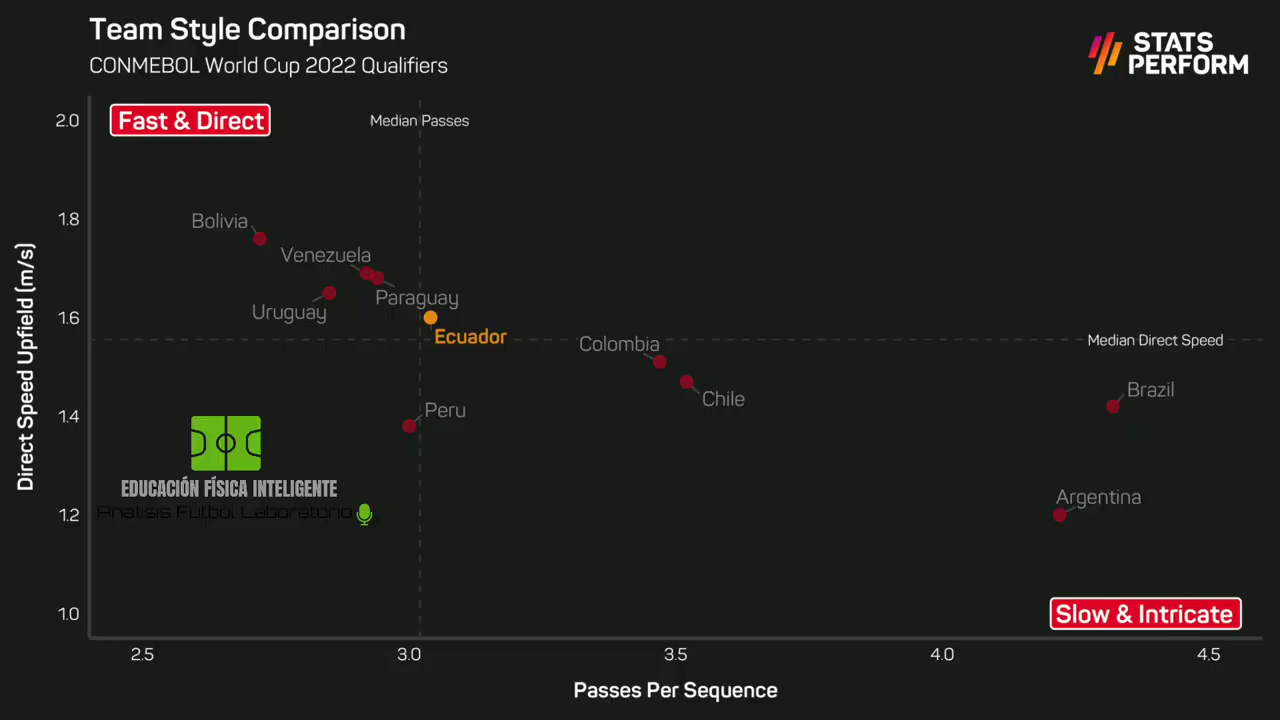 Team Style Comparison
CONMEBOL World Cup 2022 Qualifiers
STATS
PERFORM
Fast & Direct
Median Passes
2.0
1.8
1.6
1.4
1.2
1.0
Direct Speed Upfield (m/s)
Bolivia
Venezuela
Paraguay
Uruguay
Ecuador
Colombia
Median Direct Speed
Chile
Brazil
Peru
EDUCACIÓN FÍSICA INTELIGENTE
Analisis Futbol Laboratorio
Argentina
Slow & Intricate
2.5
3.0
3.5
4.0
4.5
Passes Per Sequence